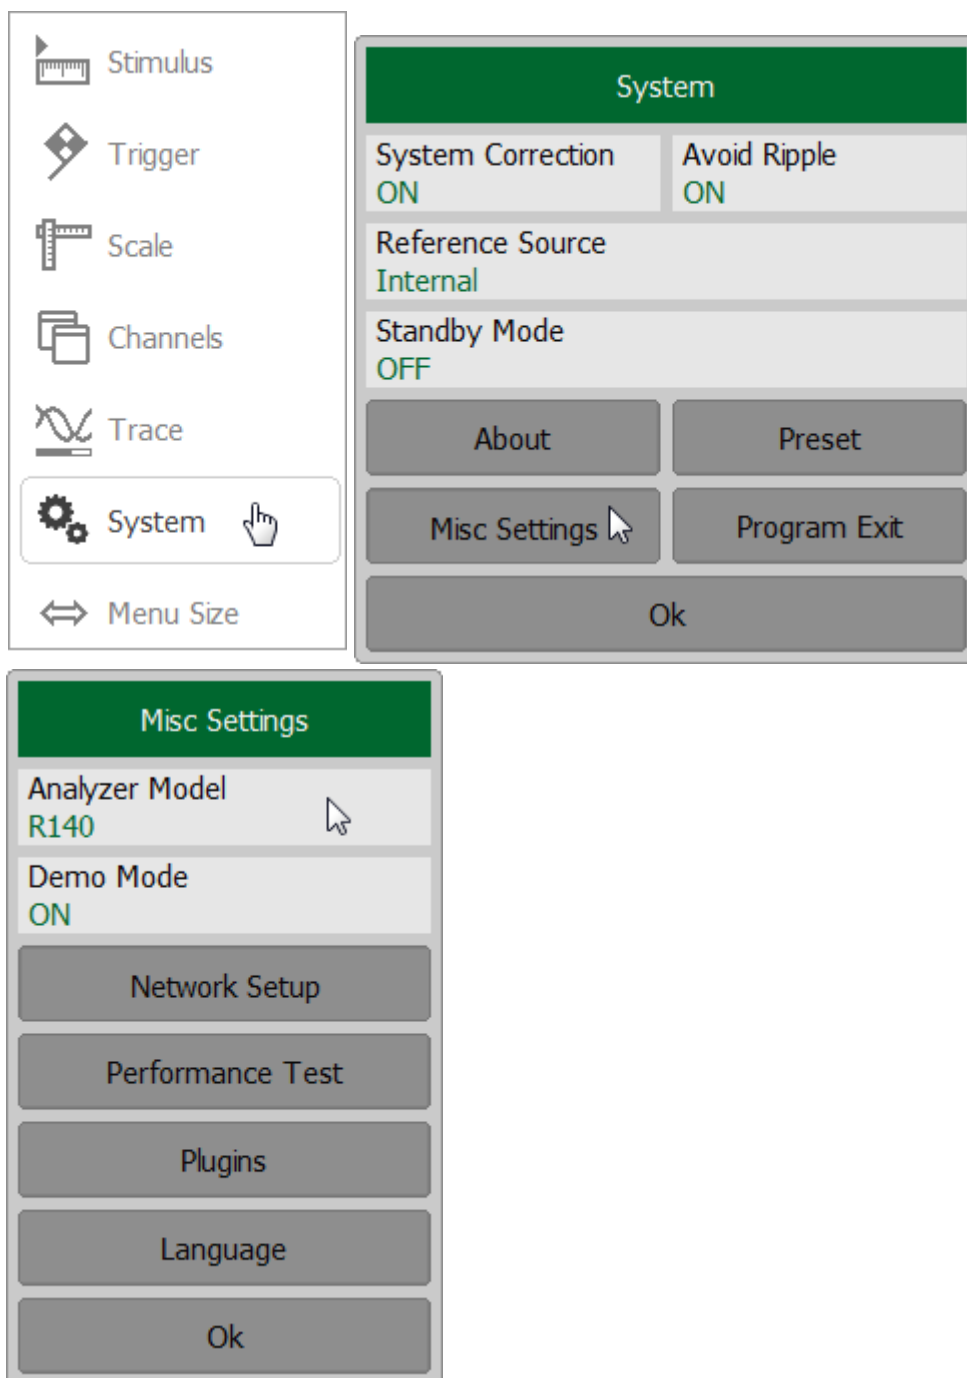 Stimulus
Trigger
Scale
Channels
Trace
System
Menu Size
System
System Correction
ON
Avoid Ripple
ON
Reference Source
Internal
Standby Mode
OFF
About
Preset
Misc Settings
Program Exit
Ok
Misc Settings
Analyzer Model
R140
Demo Mode
ON
Network Setup
Performance Test
Plugins
Language
Ok